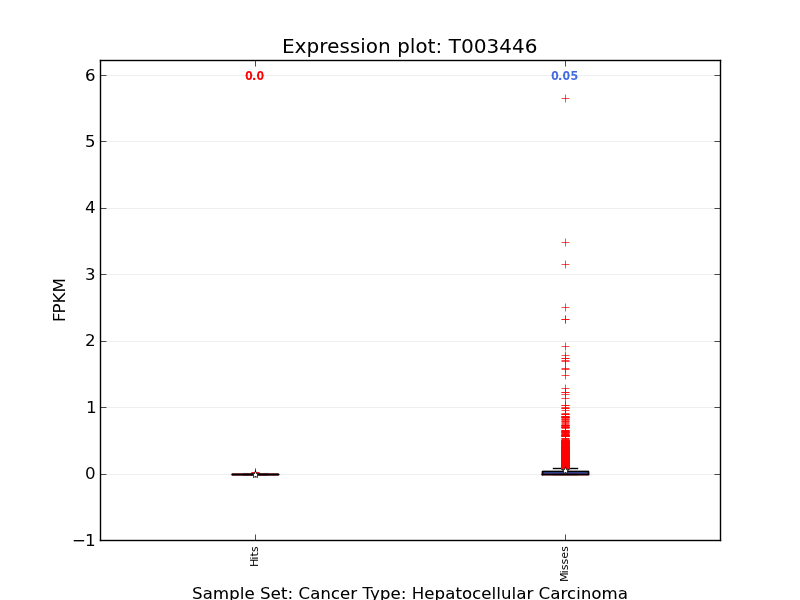 Expression plot: T003446
0.0
0.05
6
5
4
3
2
1
0
−1
FPKM
Hits
Misses
Sample Set: Cancer Type: Hepatocellular Carcinoma